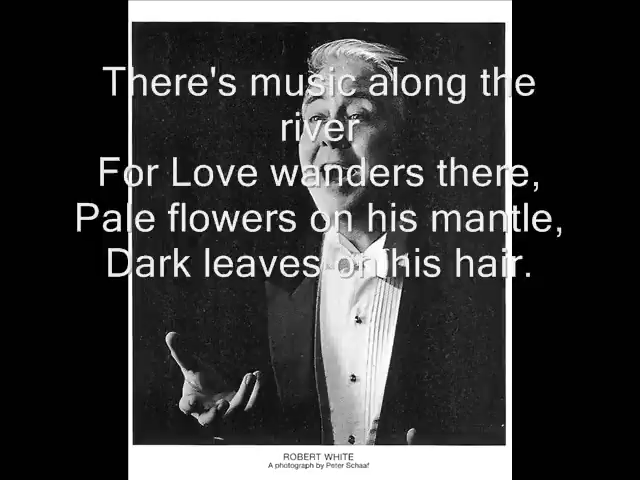 There's music along the
river
For Love wanders there,
Pale flowers on his mantle,
Dark leaves on his hair.
ROBERT WHITE
A photograph by Peter Schaaf